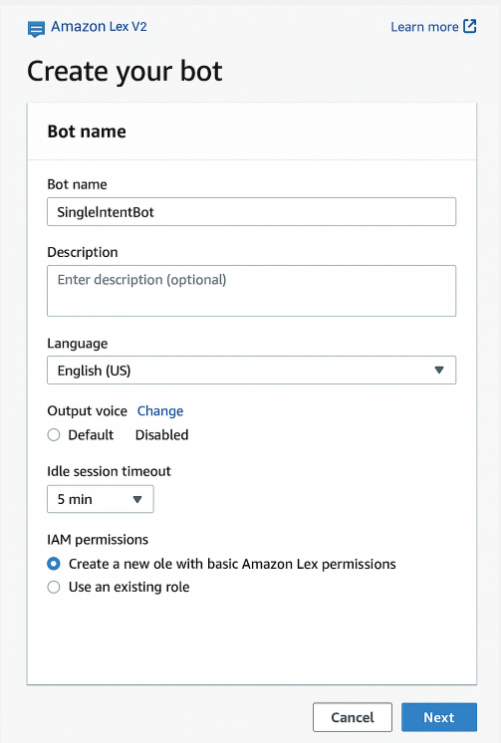 Amazon Lex V2
Learn more
Create your bot
Bot name
Bot name
SingleIntentBot
Description
Enter description (optional)
Language
English (US)
Output voice Change
Default Disabled
Idle session timeout
5 min
IAM permissions
Create a new ole with basic Amazon Lex permissions
Use an existing role
Cancel Next